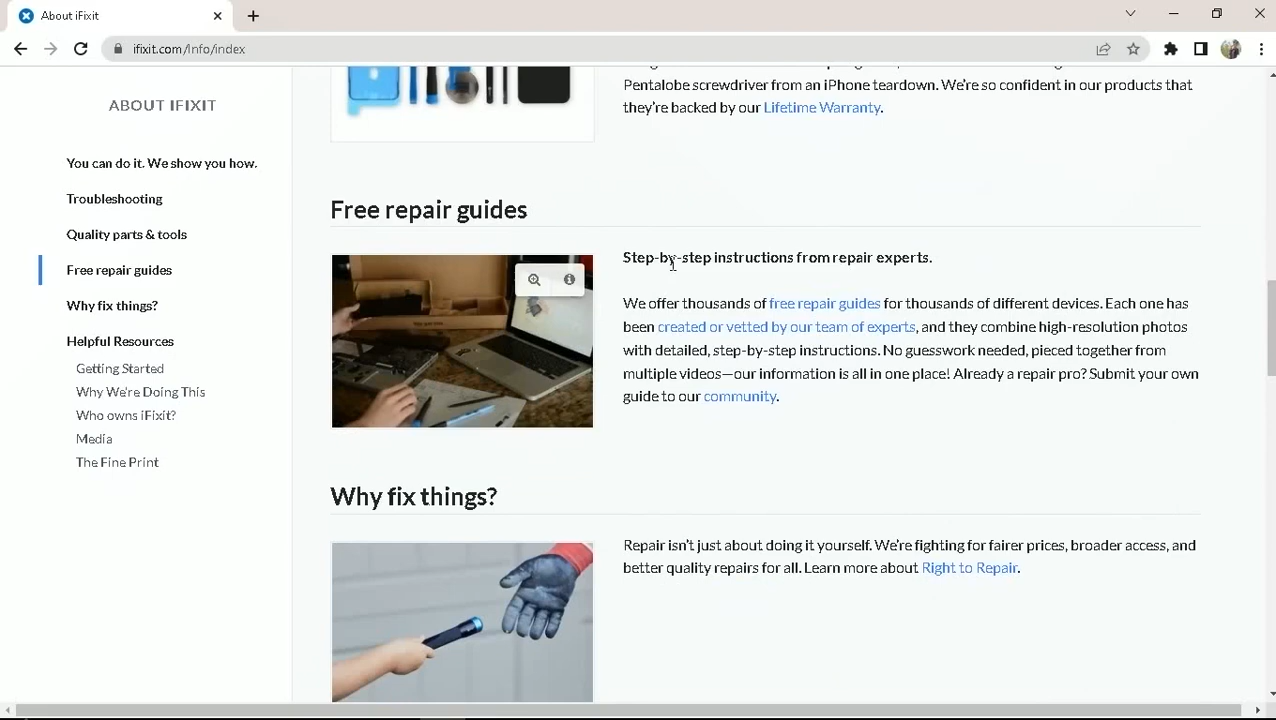 About iFixit
ifixit.com/Info/index
ABOUT IFIXIT
You can do it. We show you how.
Troubleshooting
Quality parts & tools
Free repair guides
Why fix things?
Helpful Resources
Getting Started
Why We're Doing This
Who owns iFixit?
Media
The Fine Print
Pentalobe screwdriver from an iPhone teardown. We're so confident in our products that
they're backed by our Lifetime Warranty.
Free repair guides
Step-by-step instructions from repair experts.
We offer thousands of free repair guides for thousands of different devices. Each one has
been created or vetted by our team of experts, and they combine high-resolution photos
with detailed, step-by-step instructions. No guesswork needed, pieced together from
multiple videos—our information is all in one place! Already a repair pro? Submit your own
guide to our community.
Why fix things?
Repair isn't just about doing it yourself. We're fighting for fairer prices, broader access, and
better quality repairs for all. Learn more about Right to Repair.